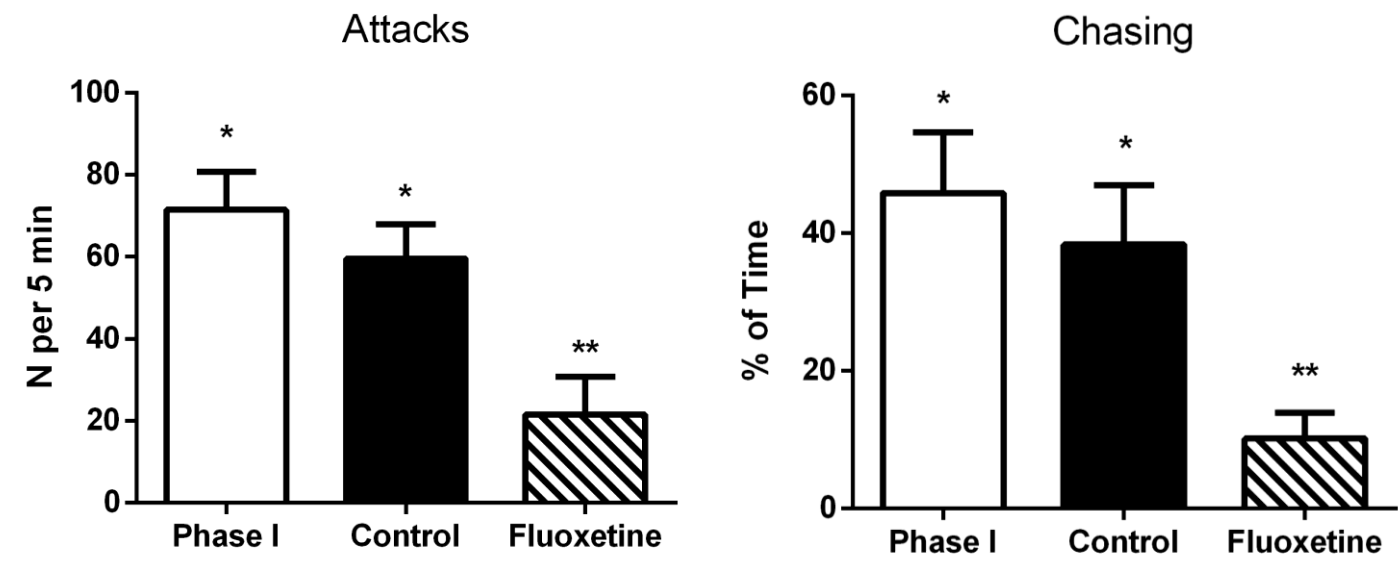 Attacks
N per 5 min
100
80
60
40
20
0
*
*
**
Phase I Control Fluoxetine
Chasing
% of Time
60
40
20
0
*
*
**
Phase I Control Fluoxetine